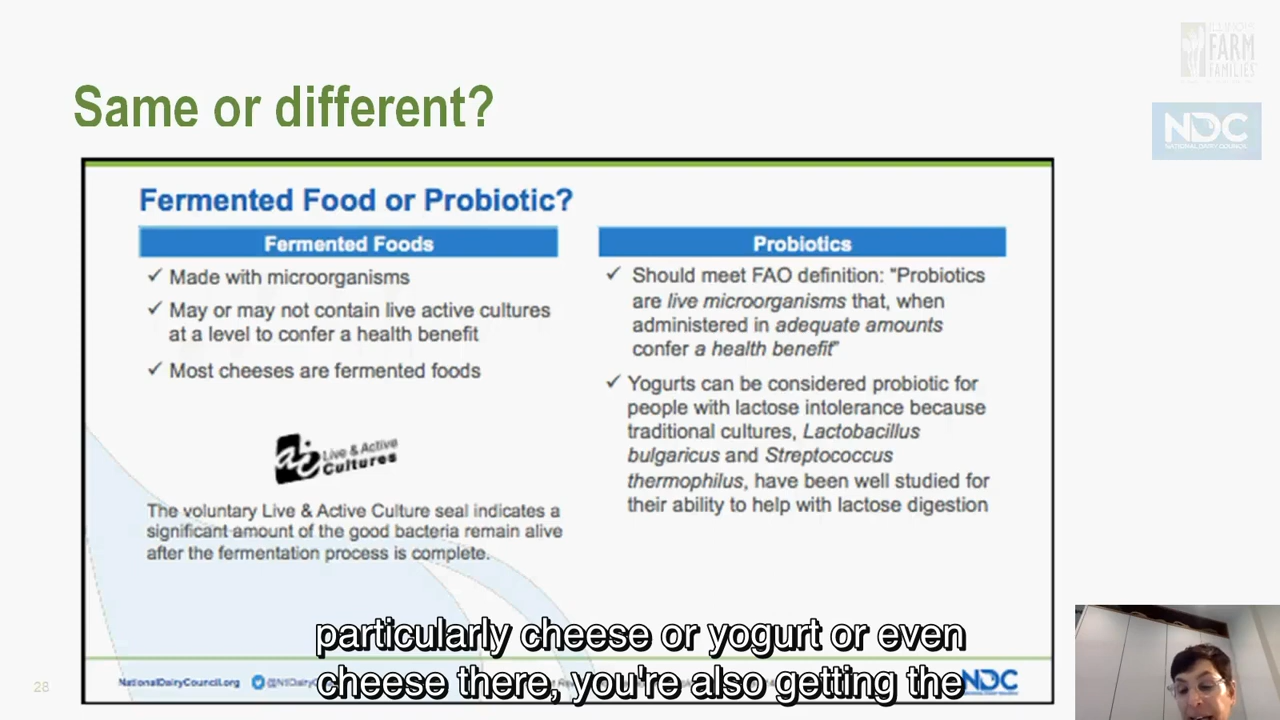 ILLINOIS
FARM
FAMILIES
Same or different?
NDC
NATIONAL DAIRY COUNCIL
Fermented Food or Probiotic?
Fermented Foods
✓ Made with microorganisms
✓ May or may not contain live active cultures
at a level to confer a health benefit
✓ Most cheeses are fermented foods
Live & Active
Cultures
The voluntary Live & Active Culture seal indicates a
significant amount of the good bacteria remain alive
after the fermentation process is complete.
Probiotics
✓ Should meet FAO definition: "Probiotics
are live microorganisms that, when
administered in adequate amounts
confer a health benefit"
✓ Yogurts can be considered probiotic for
people with lactose intolerance because
traditional cultures, Lactobacillus
bulgaricus and Streptococcus
thermophilus, have been well studied for
their ability to help with lactose digestion
particularly cheese or yogurt or even
cheese there, you're also getting the
28
NationalDairyCouncil.org
NDC